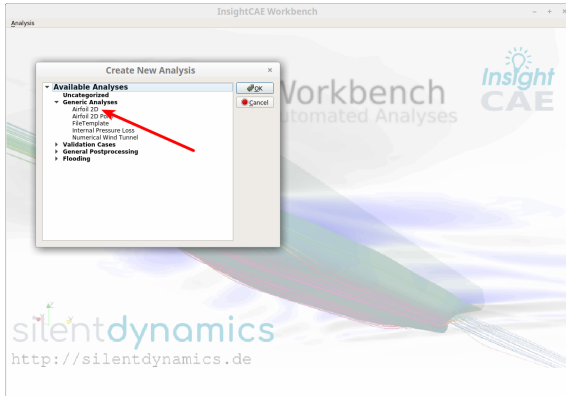 InsightCAE Workbench
Analysis
Create New Analysis
Available Analyses
Uncategorized
Generic Analyses
Airfoil 2D
Airfoil 2D
FileTemplate
Internal Pressure Loss
Numerical Wind Tunnel
Validation Cases
General Postprocessing
Flooding
OK
Cancel
Workbench
Automated Analyses
Insight
CAE
silentdynamics
http://silentdynamics.de